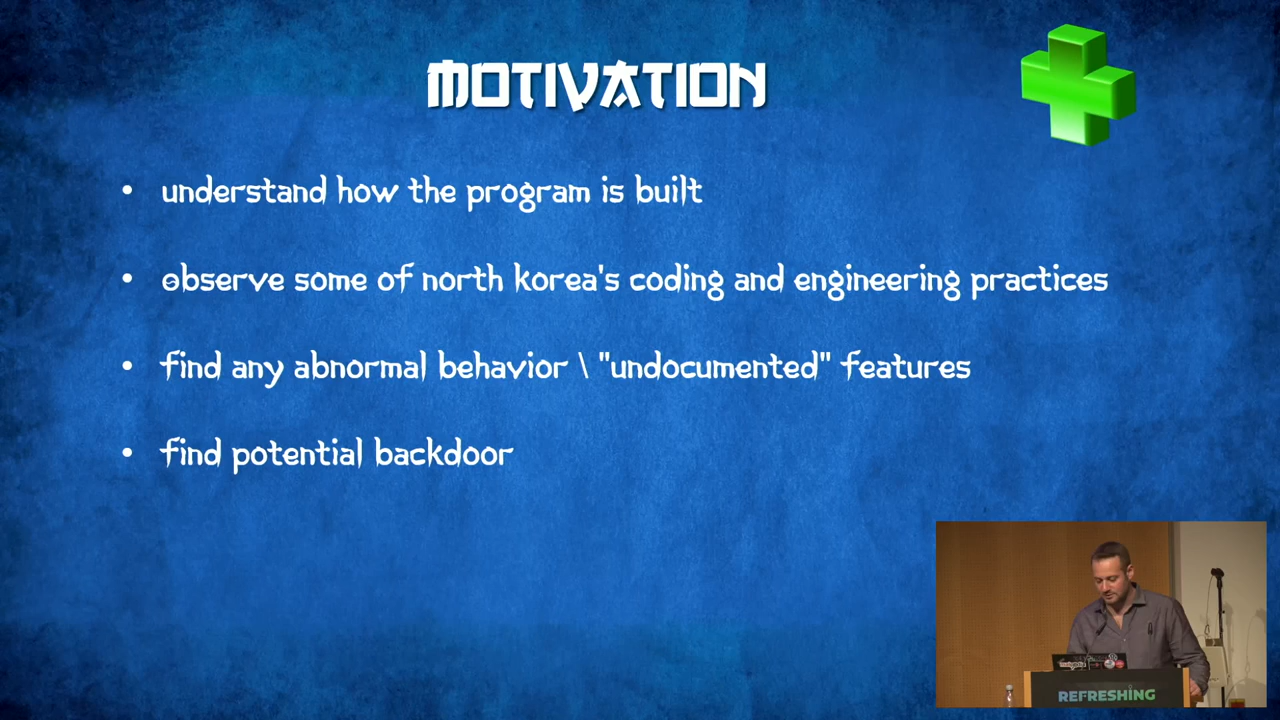 MOTIVATION
• understand how the program is built
• observe some of north korea's coding and engineering practices
• find any abnormal behavior \ "undocumented" features
• find potential backdoor
REFRESHING